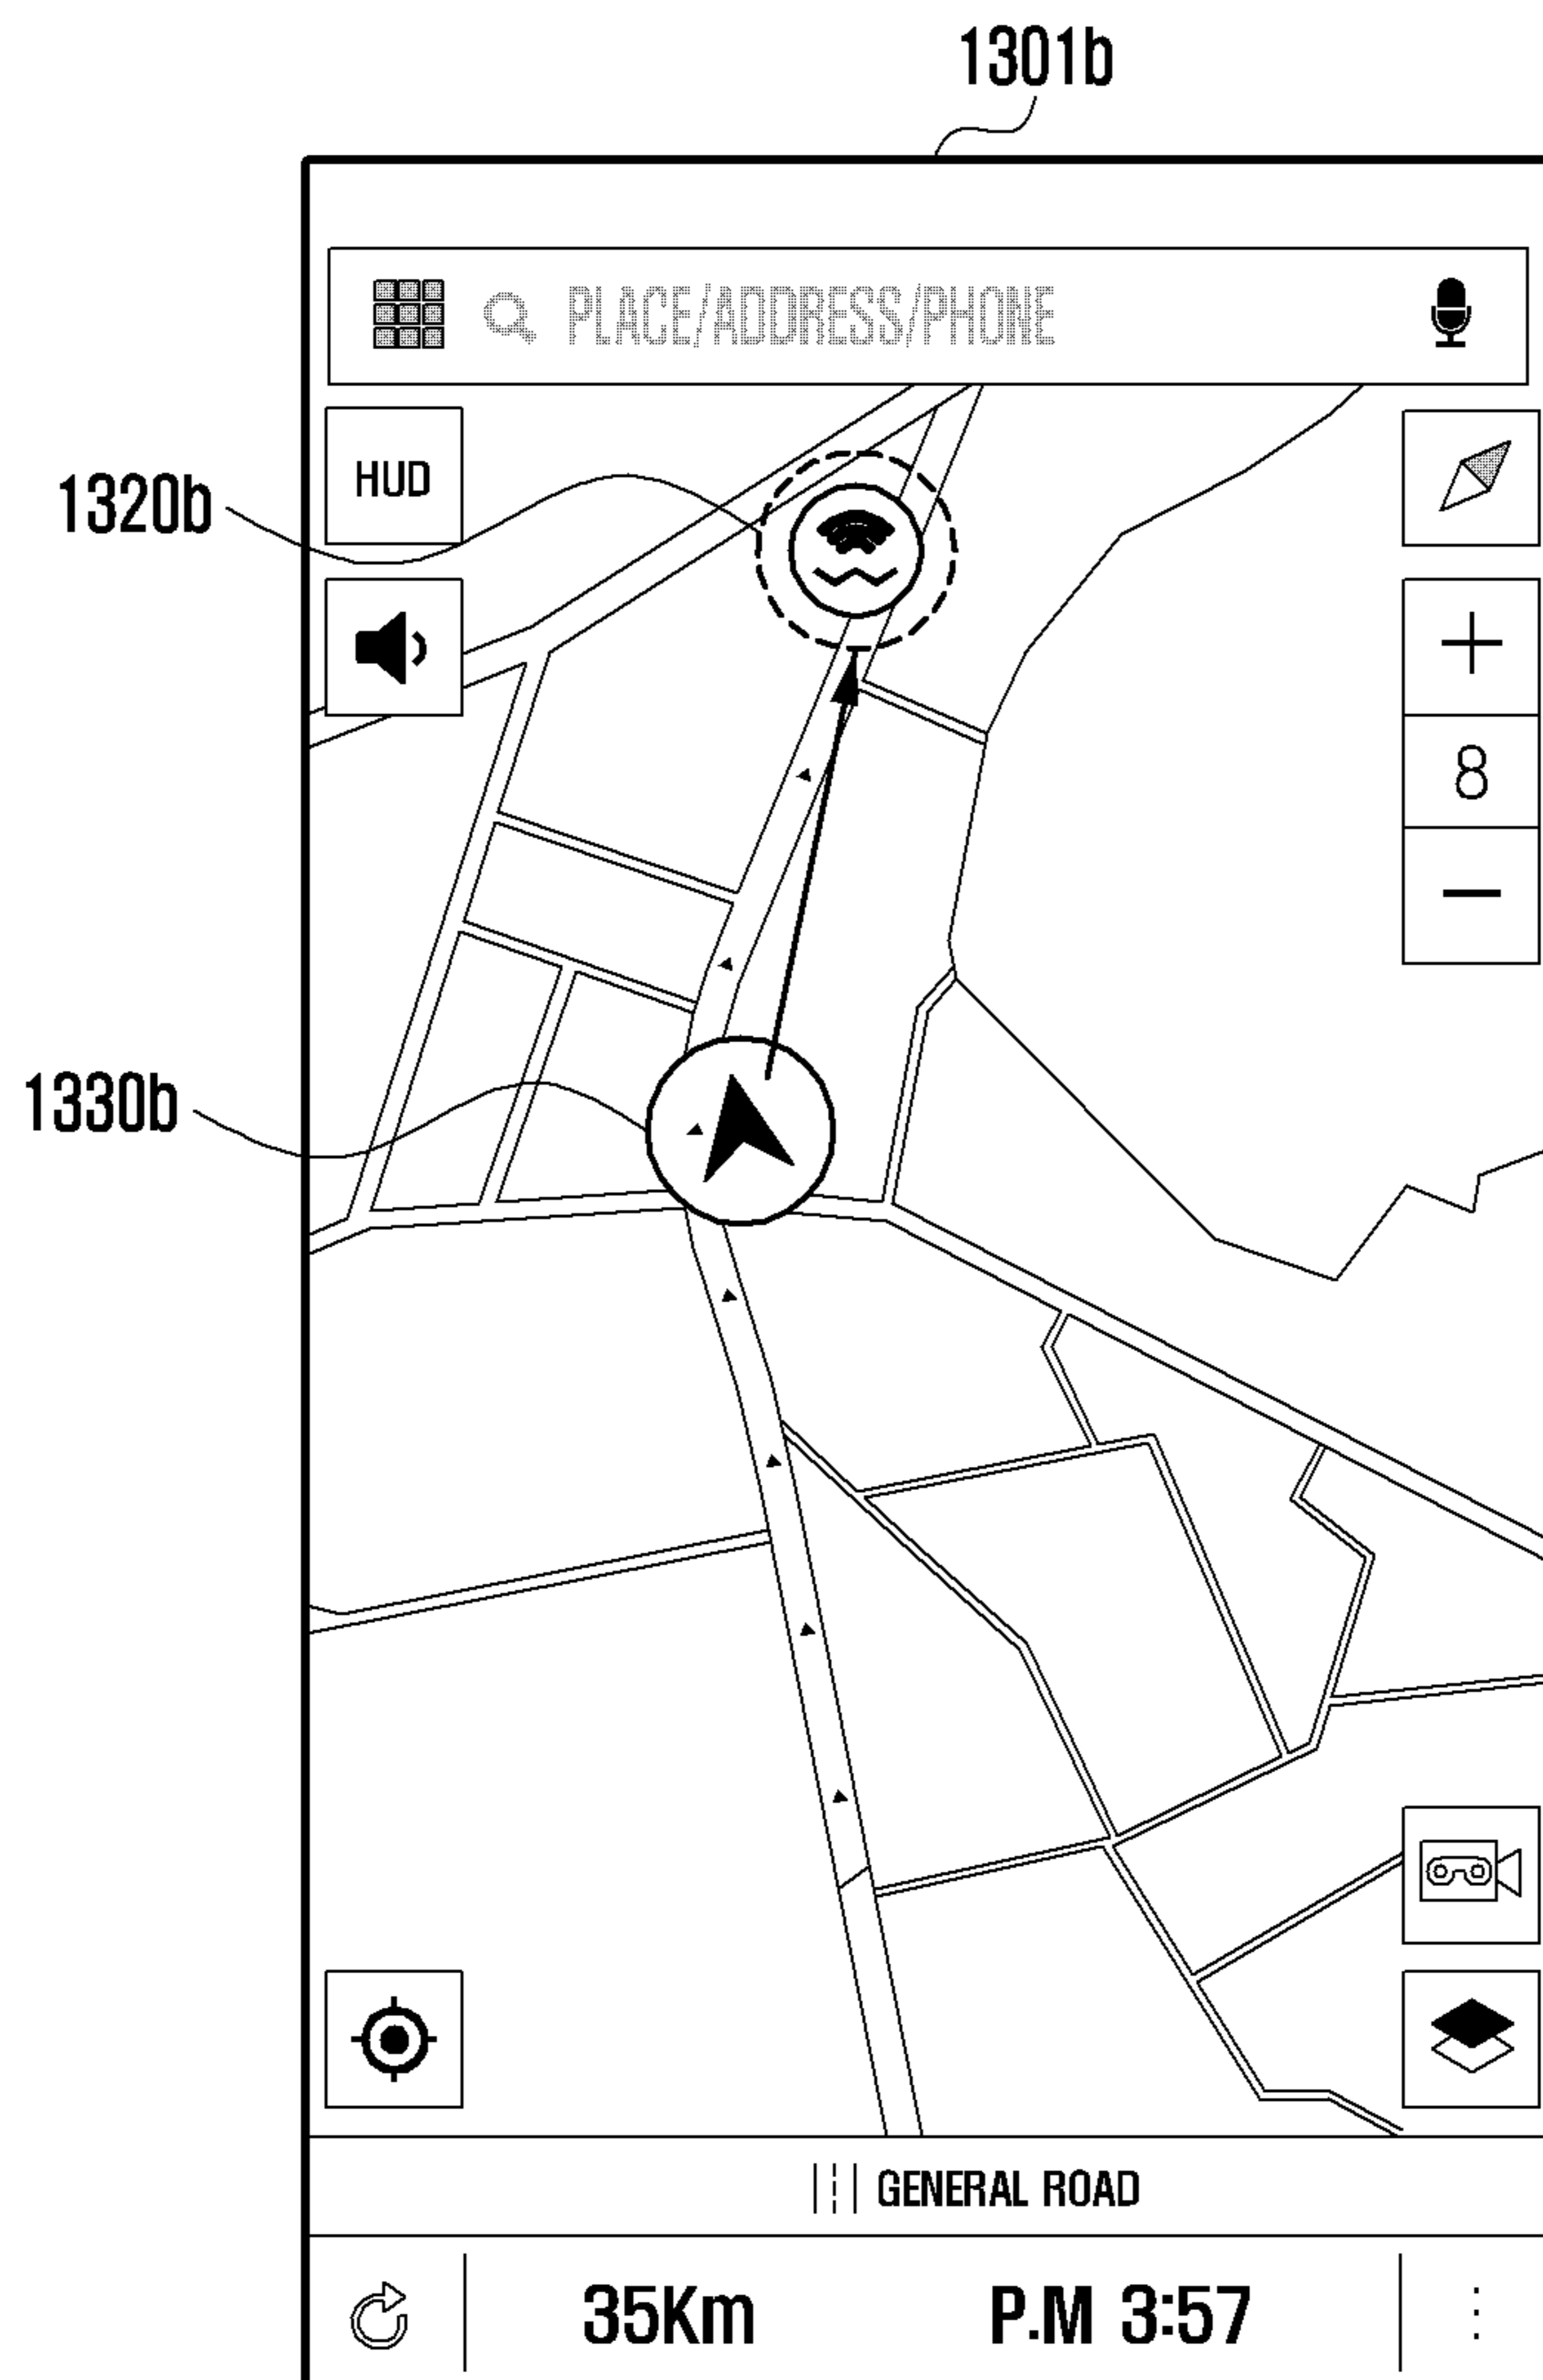 1301b
PLACE/ADDRESS/PHONE
HUD
1320b
8
1330b
GENERAL ROAD
35Km P.M 3:57